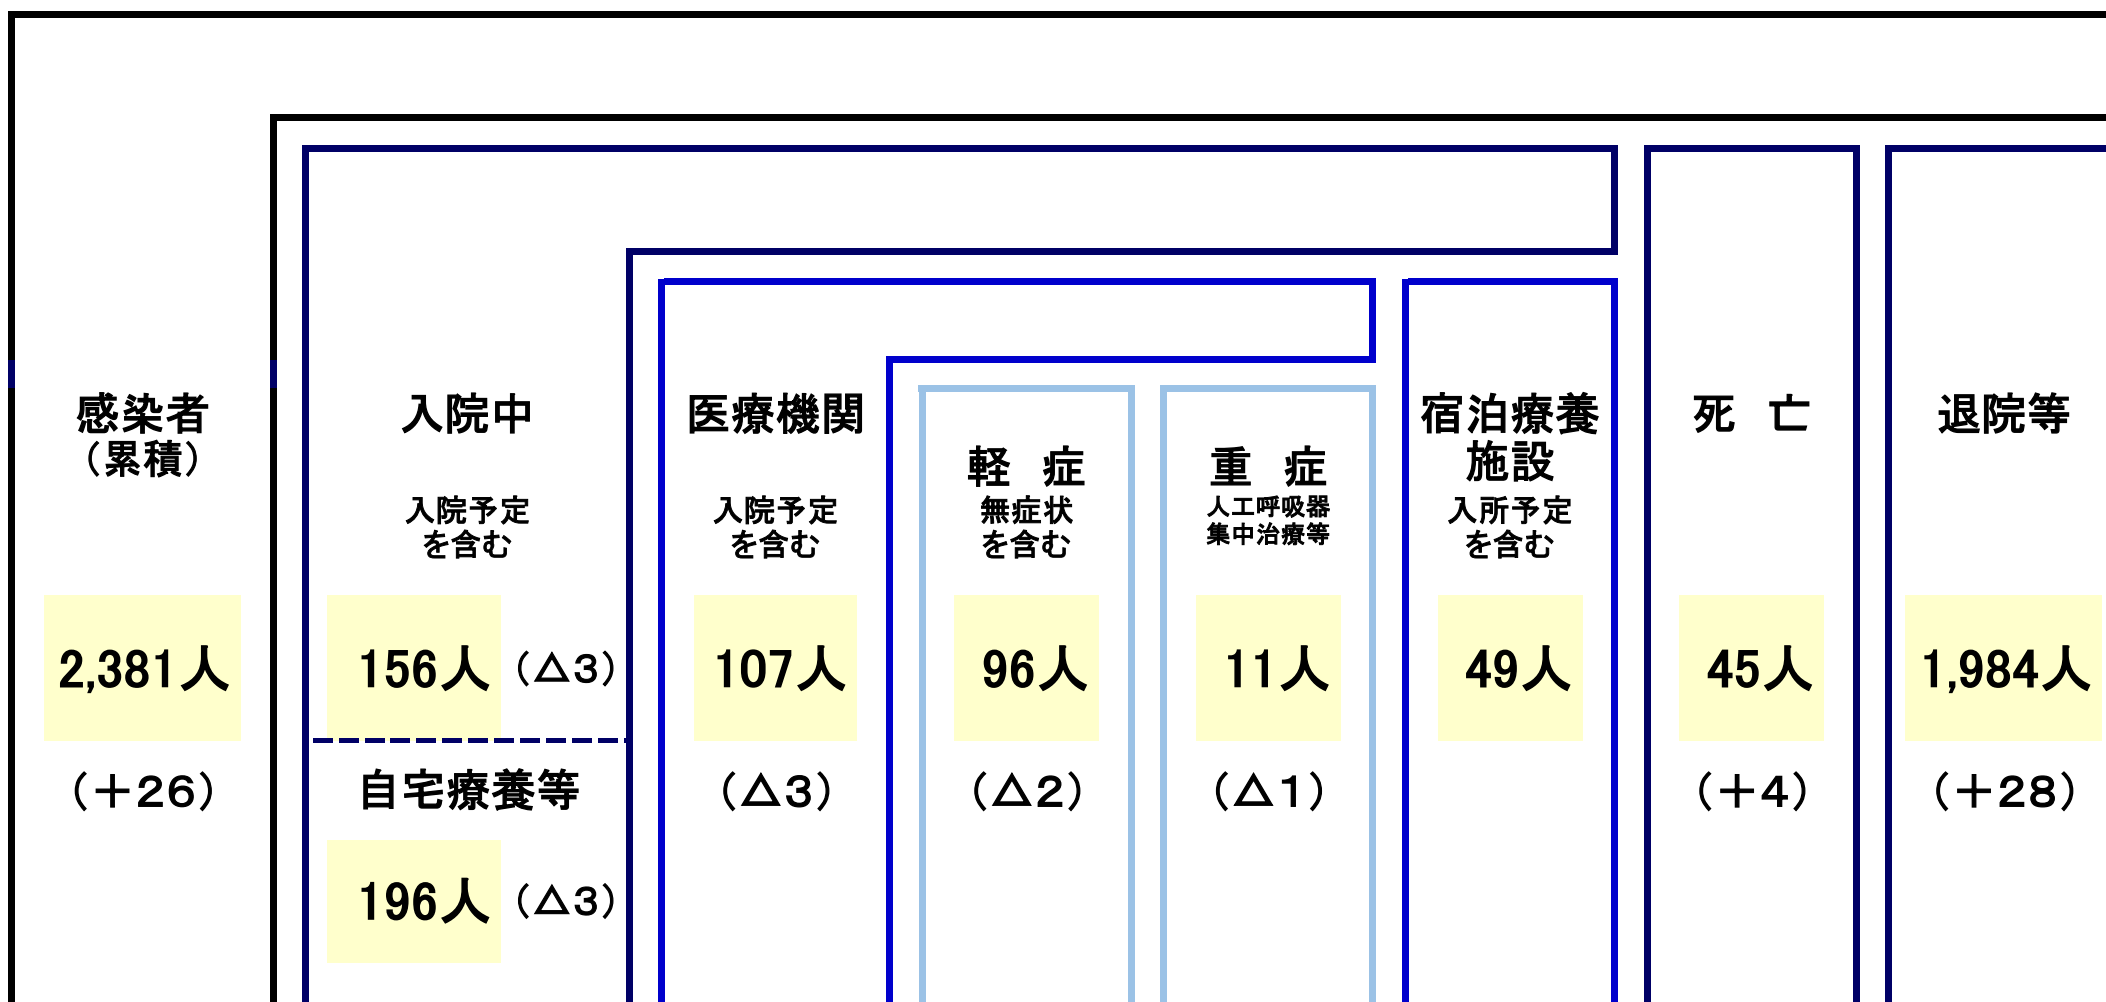 感染者
（累積）
2,381人
（＋26）
入院中
入院予定
を含む
156人（△3）
自宅療養等
196人（△3）
医療機関
入院予定
を含む
107人
（△3）
軽　症
無症状
を含む
96人
（△2）
重　症
人工呼吸器
集中治療等
11人
（△1）
宿泊療養
施設
入所予定
を含む
49人
死　亡
45人
（＋4）
退院等
1,984人
（＋28）